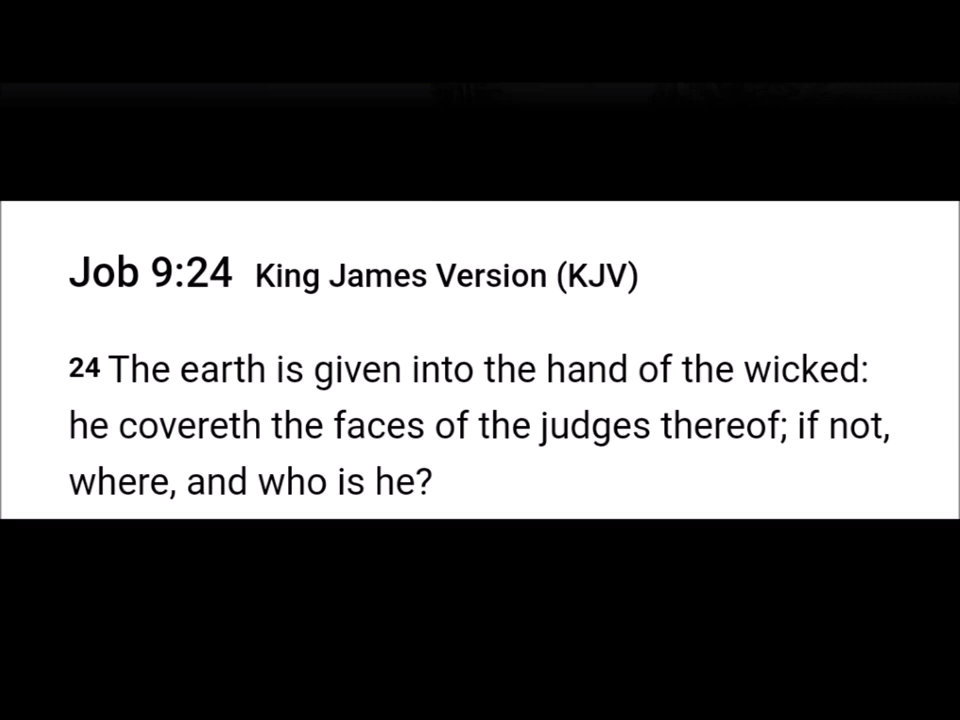 Job 9:24 King James Version (KJV)
24 The earth is given into the hand of the wicked:
he covereth the faces of the judges thereof; if not,
where, and who is he?